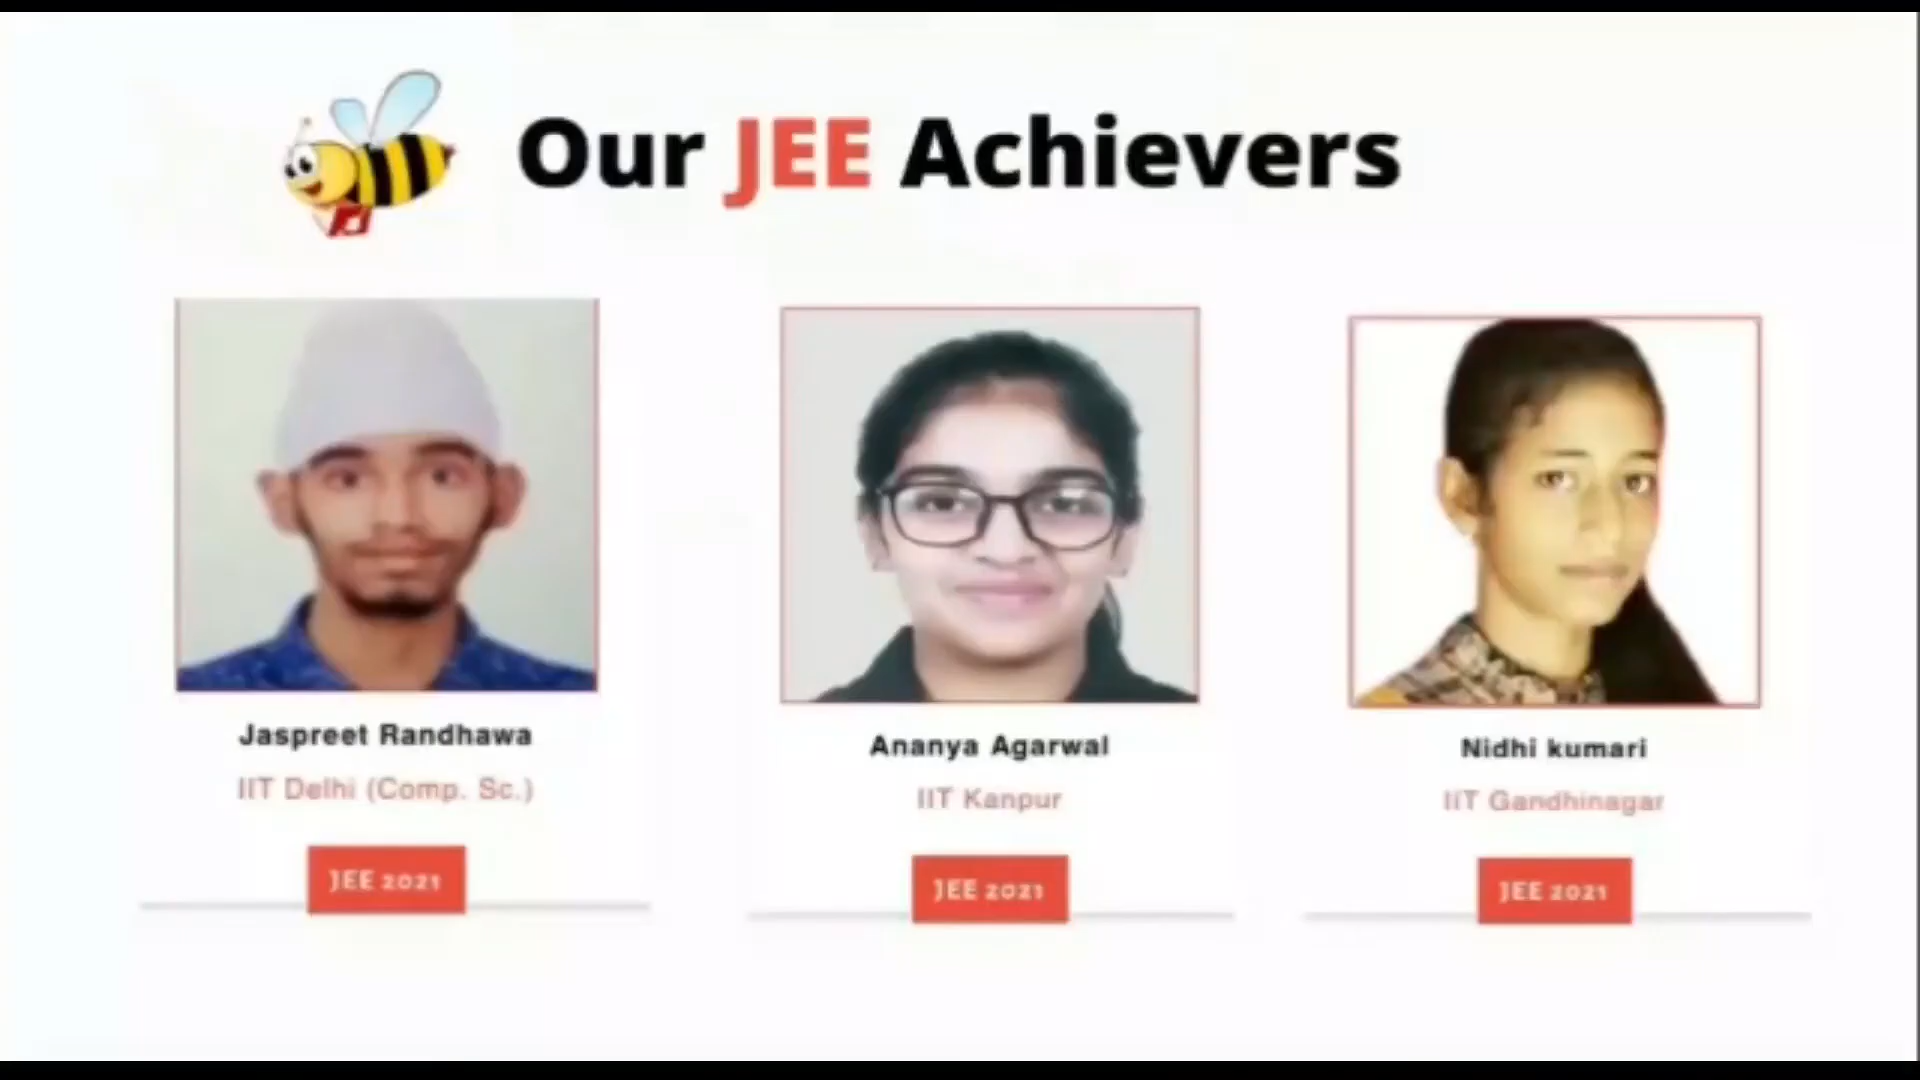 Our JEE Achievers
Jaspreet Randhawa
IIT Delhi (Comp. Sc.)
JEE 2021
Ananya Agarwal
IIT Kanpur
JEE 2021
Nidhi kumari
IIT Gandhinagar
JEE 2021